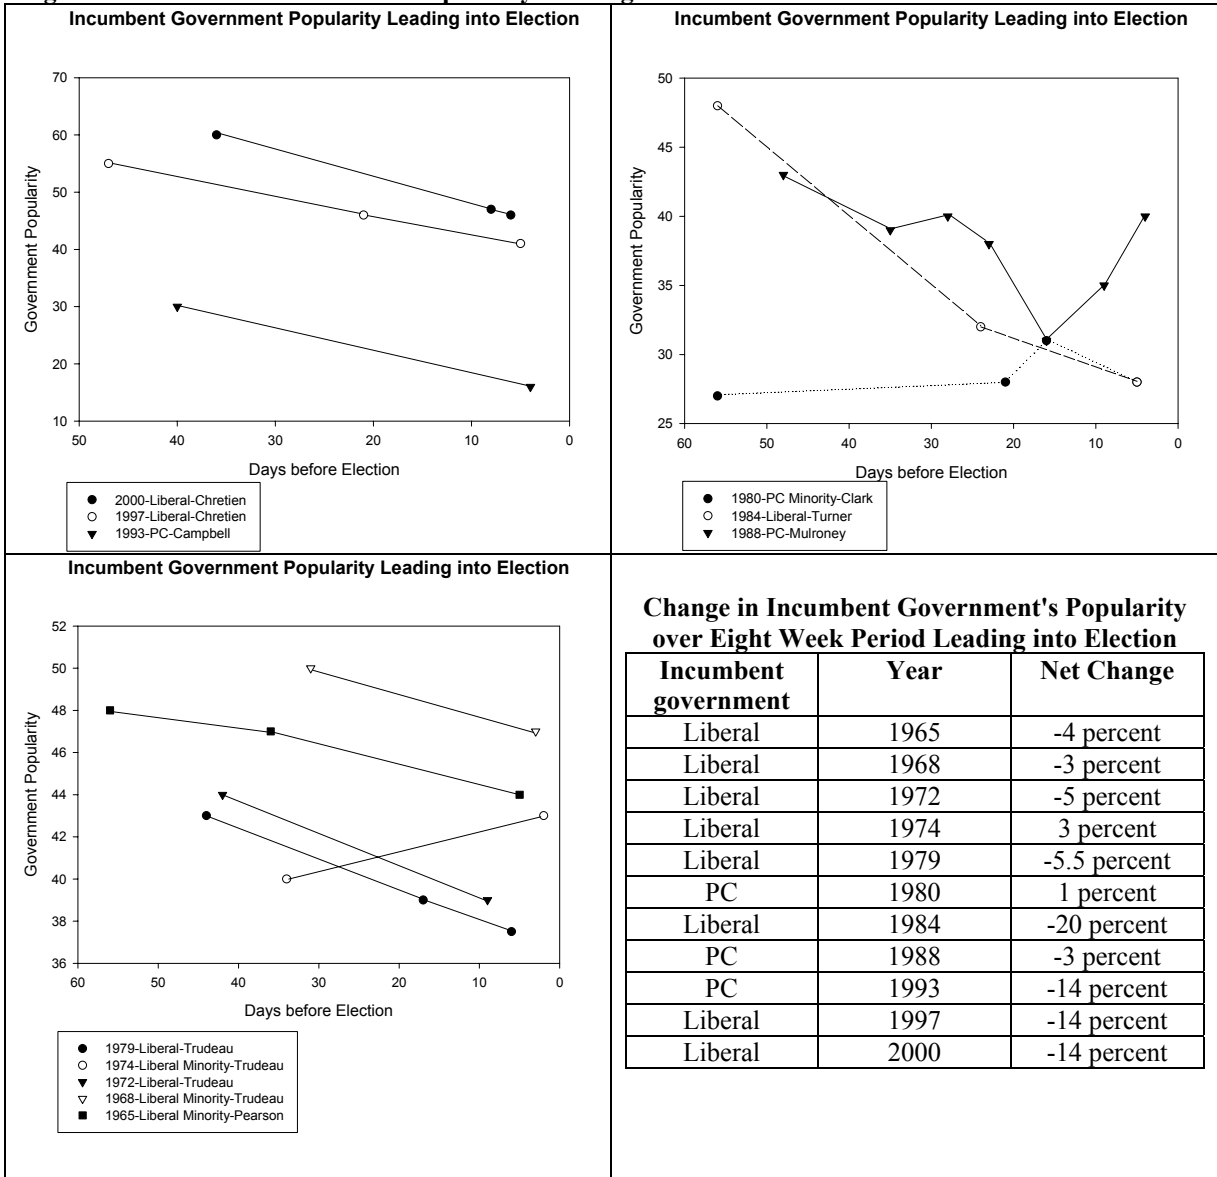 Incumbent Government Popularity Leading into Election
70
60
50
40
30
20
10
Government Popularity
50 40 30 20 10 0
Days before Election
2000-Liberal-Chretien
1997-Liberal-Chretien
1993-PC-Campbell
Incumbent Government Popularity Leading into Election
50
45
40
35
30
25
Government Popularity
60 50 40 30 20 10 0
Days before Election
1980-PC Minority-Clark
1984-Liberal-Turner
1988-PC-Mulroney
Incumbent Government Popularity Leading into Election
52
50
48
46
44
42
40
38
36
Government Popularity
60 50 40 30 20 10 0
Days before Election
1979-Liberal-Trudeau
1974-Liberal Minority-Trudeau
1972-Liberal-Trudeau
1968-Liberal Minority-Trudeau
1965-Liberal Minority-Pearson
Change in Incumbent Government's Popularity
over Eight Week Period Leading into Election
Incumbent government Year Net Change
Liberal 1965 -4 percent
Liberal 1968 -3 percent
Liberal 1972 -5 percent
Liberal 1974 3 percent
Liberal 1979 -5.5 percent
PC 1980 1 percent
Liberal 1984 -20 percent
PC 1988 -3 percent
PC 1993 -14 percent
Liberal 1997 -14 percent
Liberal 2000 -14 percent